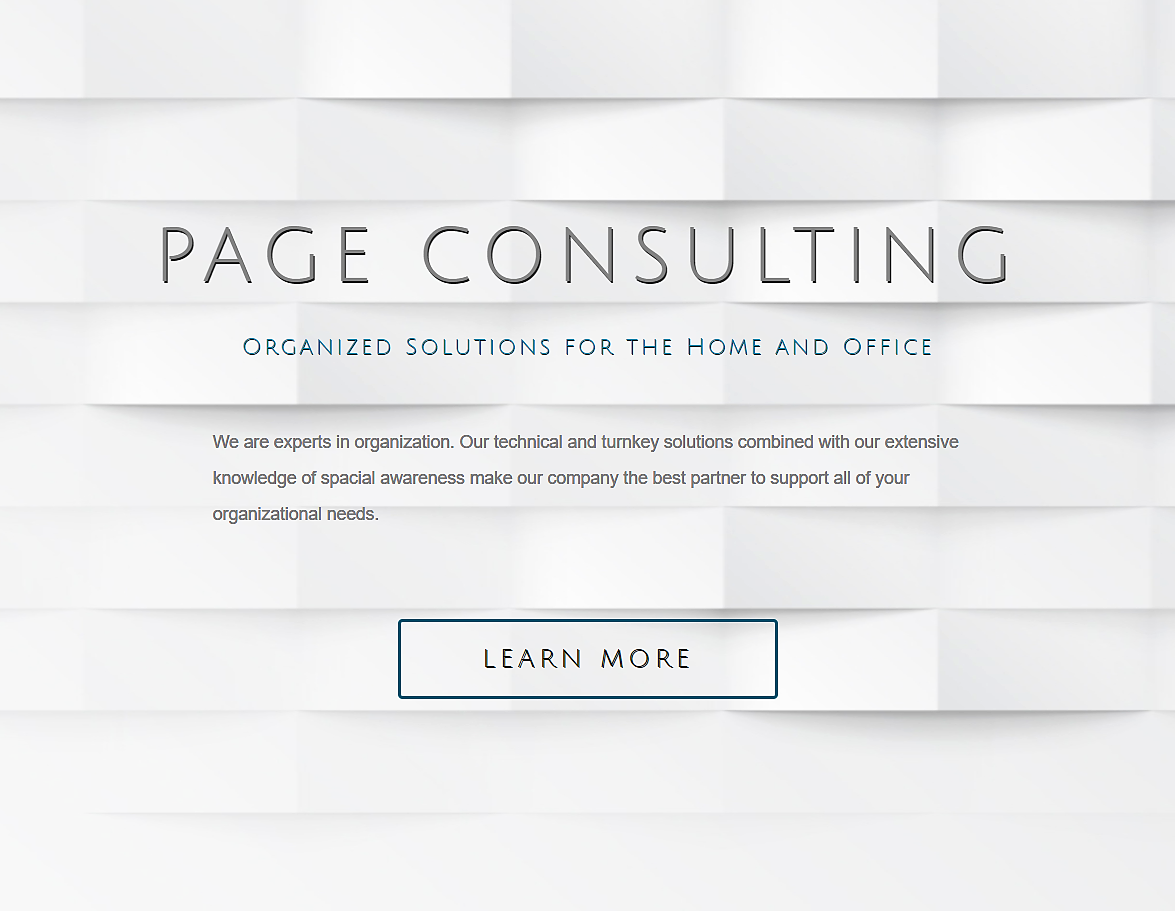 PAGE CONSULTING
Organized Solutions for the Home and Office
We are experts in organization. Our technical and turnkey solutions combined with our extensive
knowledge of spacial awareness make our company the best partner to support all of your
organizational needs.
LEARN MORE